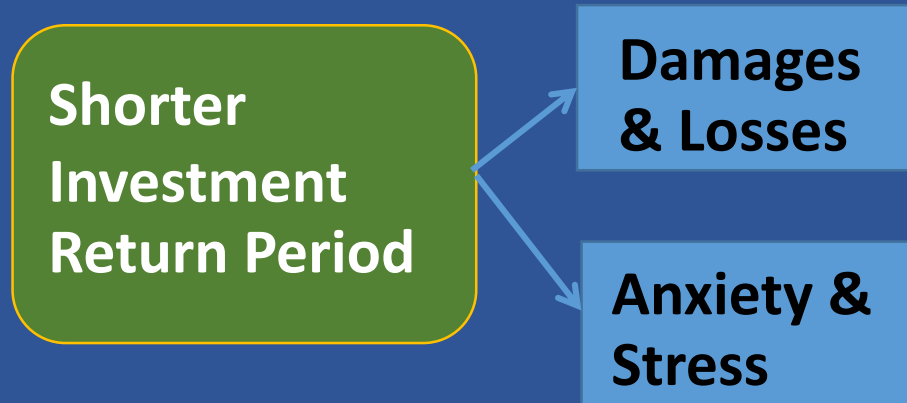 Shorter
Investment
Return Period
Damages
& Losses
Anxiety &
Stress